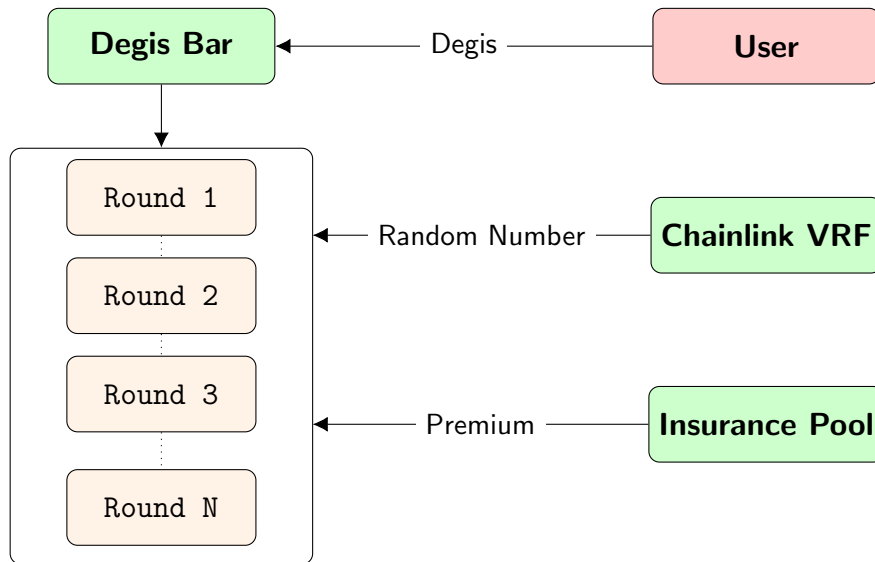 Degis Bar
Degis
User
Round 1
Random Number
Chainlink VRF
Round 2
Round 3
Premium
Insurance Pool
Round N